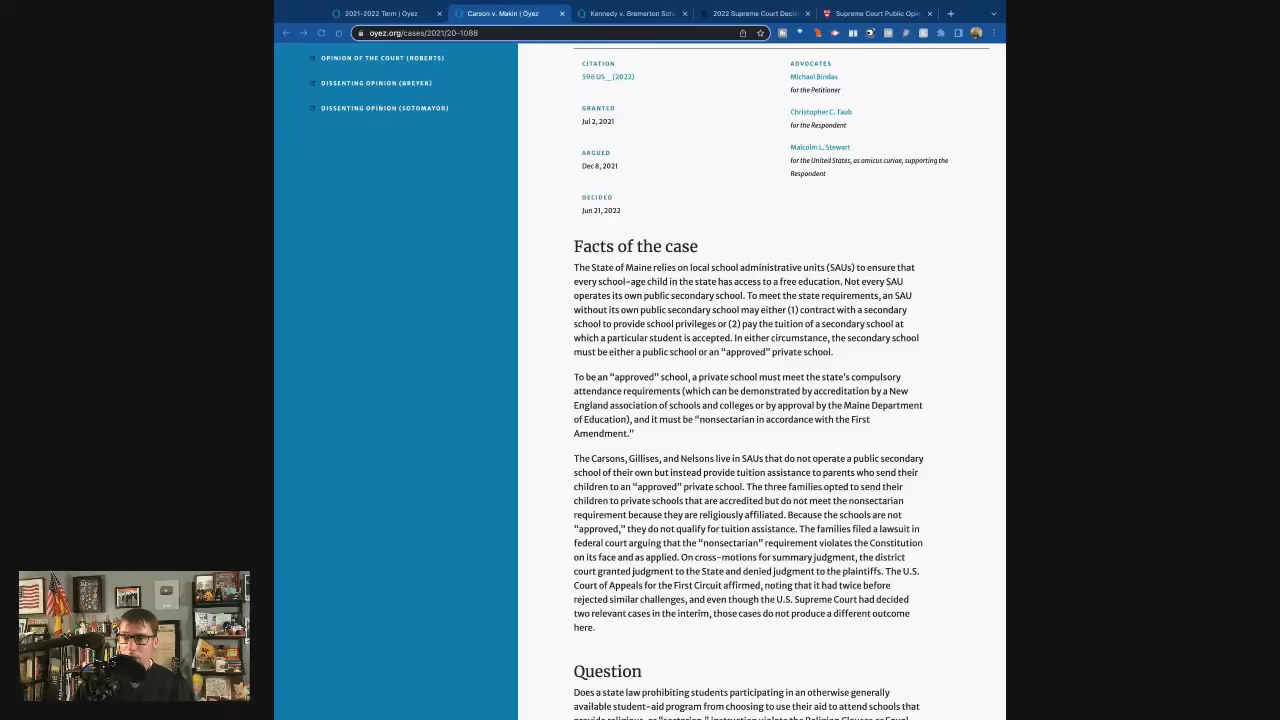 2021-2022 Term | Oyez
Carson v. Makin | Oyez
Kennedy v. Bremerton Scho
2022 Supreme Court Decis
Supreme Court Public Opin
oyez.org/cases/2021/20-1088
OPINION OF THE COURT (ROBERTS)
DISSENTING OPINION (BREYER)
DISSENTING OPINION (SOTOMAYOR)
CITATION
596 US _ (2022)
GRANTED
Jul 2, 2021
ARGUED
Dec 8, 2021
DECIDED
Jun 21, 2022
ADVOCATES
Michael Bindas
for the Petitioner
Christopher C. Taub
for the Respondent
Malcolm L. Stewart
for the United States, as amicus curiae, supporting the
Respondent
Facts of the case
The State of Maine relies on local school administrative units (SAUs) to ensure that
every school-age child in the state has access to a free education. Not every SAU
operates its own public secondary school. To meet the state requirements, an SAU
without its own public secondary school may either (1) contract with a secondary
school to provide school privileges or (2) pay the tuition of a secondary school at
which a particular student is accepted. In either circumstance, the secondary school
must be either a public school or an “approved” private school.
To be an “approved” school, a private school must meet the state’s compulsory
attendance requirements (which can be demonstrated by accreditation by a New
England association of schools and colleges or by approval by the Maine Department
of Education), and it must be “nonsectarian in accordance with the First
Amendment.”
The Carsons, Gillises, and Nelsons live in SAUs that do not operate a public secondary
school of their own but instead provide tuition assistance to parents who send their
children to an “approved” private school. The three families opted to send their
children to private schools that are accredited but do not meet the nonsectarian
requirement because they are religiously affiliated. Because the schools are not
“approved,” they do not qualify for tuition assistance. The families filed a lawsuit in
federal court arguing that the “nonsectarian” requirement violates the Constitution
on its face and as applied. On cross-motions for summary judgment, the district
court granted judgment to the State and denied judgment to the plaintiffs. The U.S.
Court of Appeals for the First Circuit affirmed, noting that it had twice before
rejected similar challenges, and even though the U.S. Supreme Court had decided
two relevant cases in the interim, those cases do not produce a different outcome
here.
Question
Does a state law prohibiting students participating in an otherwise generally
available student-aid program from choosing to use their aid to attend schools that
provide religious, or “sectarian,” instruction violate the Religion Clauses or Equal